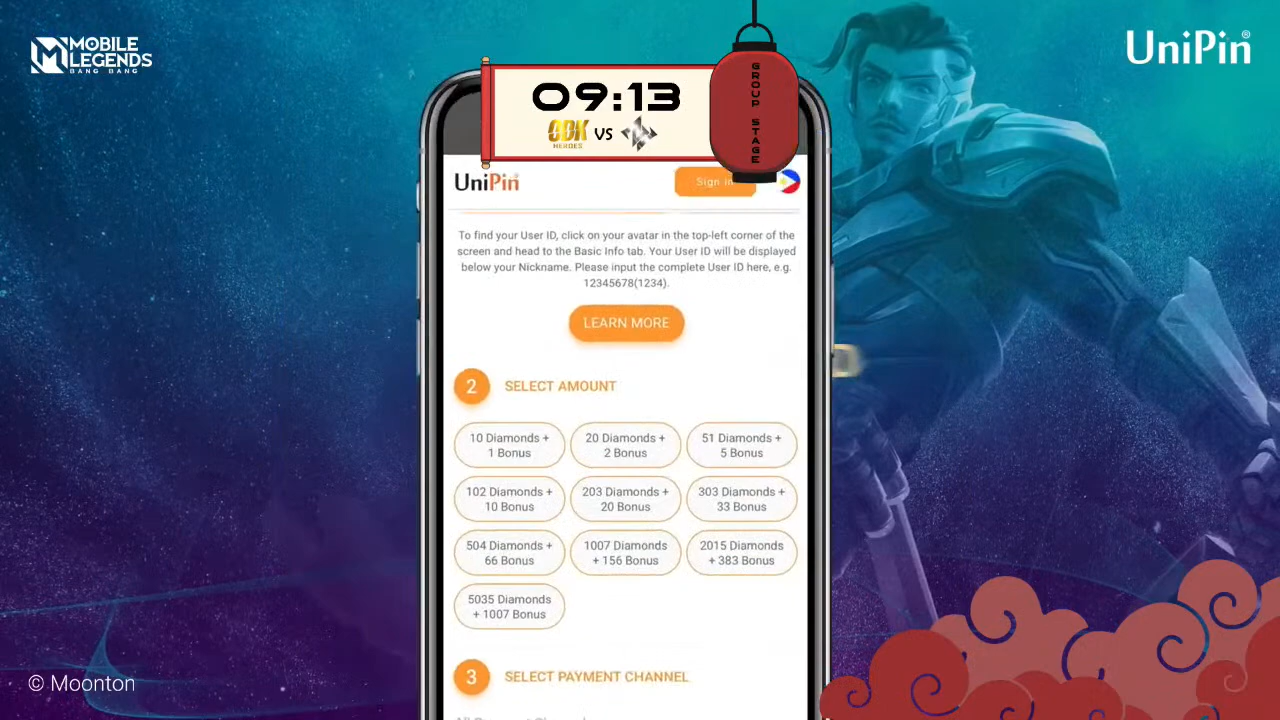 MOBILE
LEGENDS
BANG BANG
UniPin®
09:13
VS
HEROES
GROUP STAGE
UniPin
Sign In
To find your User ID, click on your avatar in the top-left corner of the
screen and head to the Basic Info tab. Your User ID will be displayed
below your Nickname. Please input the complete User ID here, e.g.
12345678(1234).
LEARN MORE
2 SELECT AMOUNT
10 Diamonds +
1 Bonus
20 Diamonds +
2 Bonus
51 Diamonds +
5 Bonus
102 Diamonds +
10 Bonus
203 Diamonds +
20 Bonus
303 Diamonds +
33 Bonus
504 Diamonds +
66 Bonus
1007 Diamonds
+ 156 Bonus
2015 Diamonds
+ 383 Bonus
5035 Diamonds
+ 1007 Bonus
3 SELECT PAYMENT CHANNEL
© Moonton